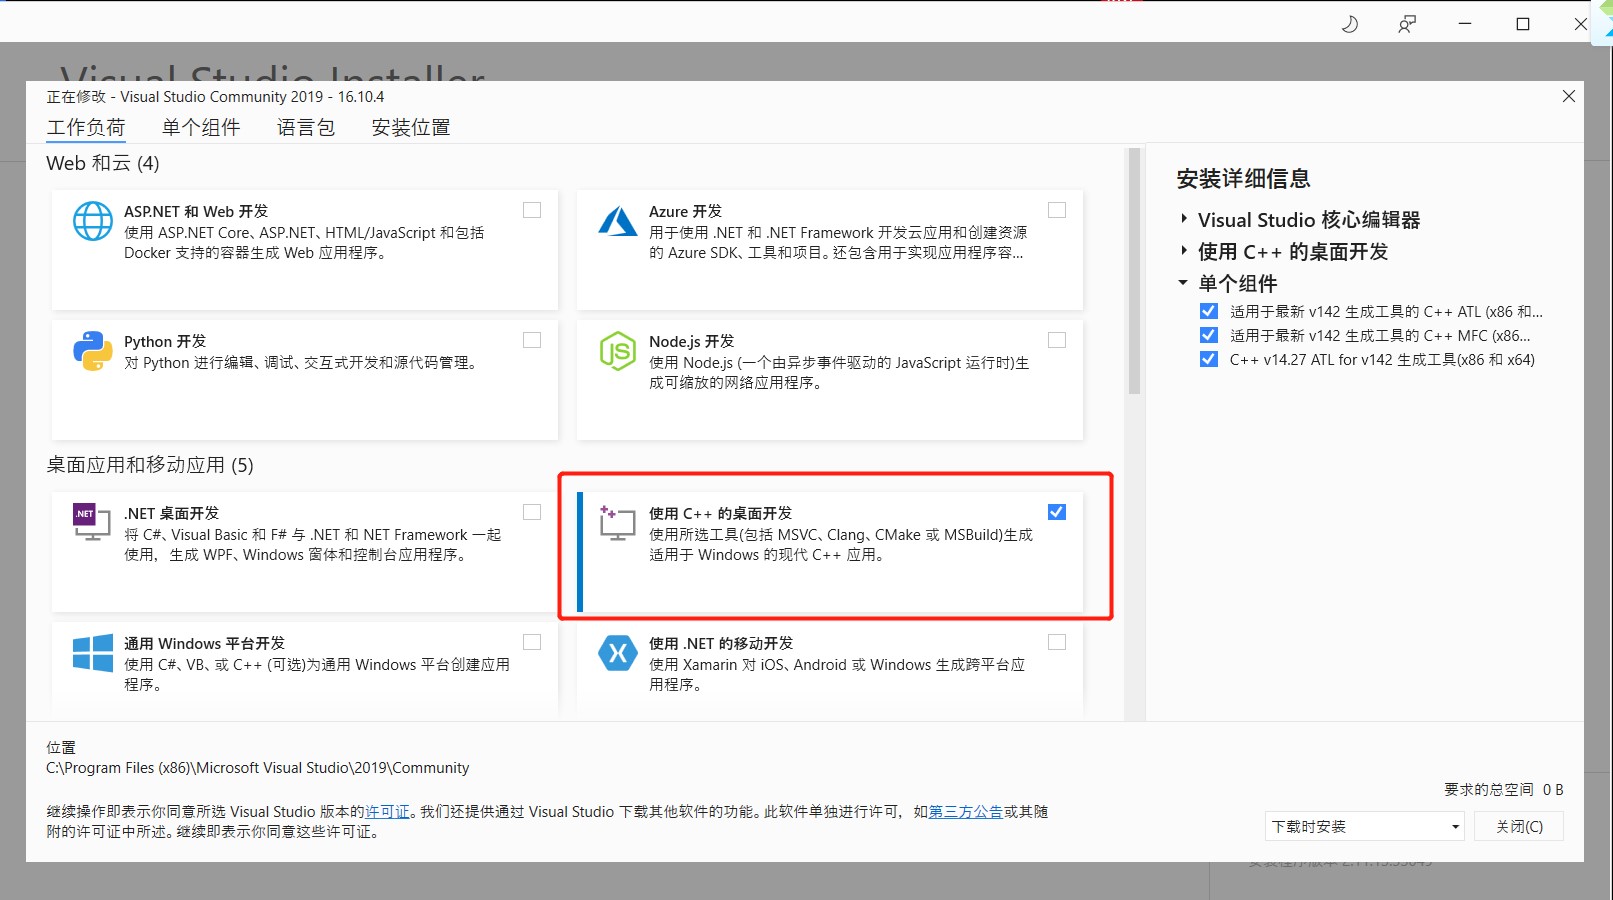 Visual Studio Installer
正在修改 - Visual Studio Community 2019 - 16.10.4
工作负荷 单个组件 语言包 安装位置
Web 和云 (4)
ASP.NET 和 Web 开发
使用 ASP.NET Core、ASP.NET、HTML/JavaScript 和包括
Docker 支持的容器生成 Web 应用程序。
Azure 开发
用于使用 .NET 和 .NET Framework 开发云应用和创建资源
的 Azure SDK、工具和项目。还包含用于实现应用程序容...
Python 开发
对 Python 进行编辑、调试、交互式开发和源代码管理。
JS
Node.js 开发
使用 Node.js (一个由异步事件驱动的 JavaScript 运行时)生
成可缩放的网络应用程序。
桌面应用和移动应用 (5)
.NET
.NET 桌面开发
将 C#、Visual Basic 和 F# 与 .NET 和 NET Framework 一起
使用，生成 WPF、Windows 窗体和控制台应用程序。
使用 C++ 的桌面开发
使用所选工具(包括 MSVC、Clang、CMake 或 MSBuild)生成
适用于 Windows 的现代 C++ 应用。
通用 Windows 平台开发
使用 C#、VB、或 C++ (可选)为通用 Windows 平台创建应用
程序。
使用 .NET 的移动开发
使用 Xamarin 对 iOS、Android 或 Windows 生成跨平台应
用程序。
安装详细信息
Visual Studio 核心编辑器
使用 C++ 的桌面开发
单个组件
适用于最新 v142 生成工具的 C++ ATL (x86 和...
适用于最新 v142 生成工具的 C++ MFC (x86...
C++ v14.27 ATL for v142 生成工具(x86 和 x64)
位置
C:\Program Files (x86)\Microsoft Visual Studio\2019\Community
继续操作即表示你同意所选 Visual Studio 版本的许可证。我们还提供通过 Visual Studio 下载其他软件的功能。此软件单独进行许可，如第三方公告或其随
附的许可证中所述。继续即表示你同意这些许可证。
要求的总空间 0 B
下载时安装 关闭(C)